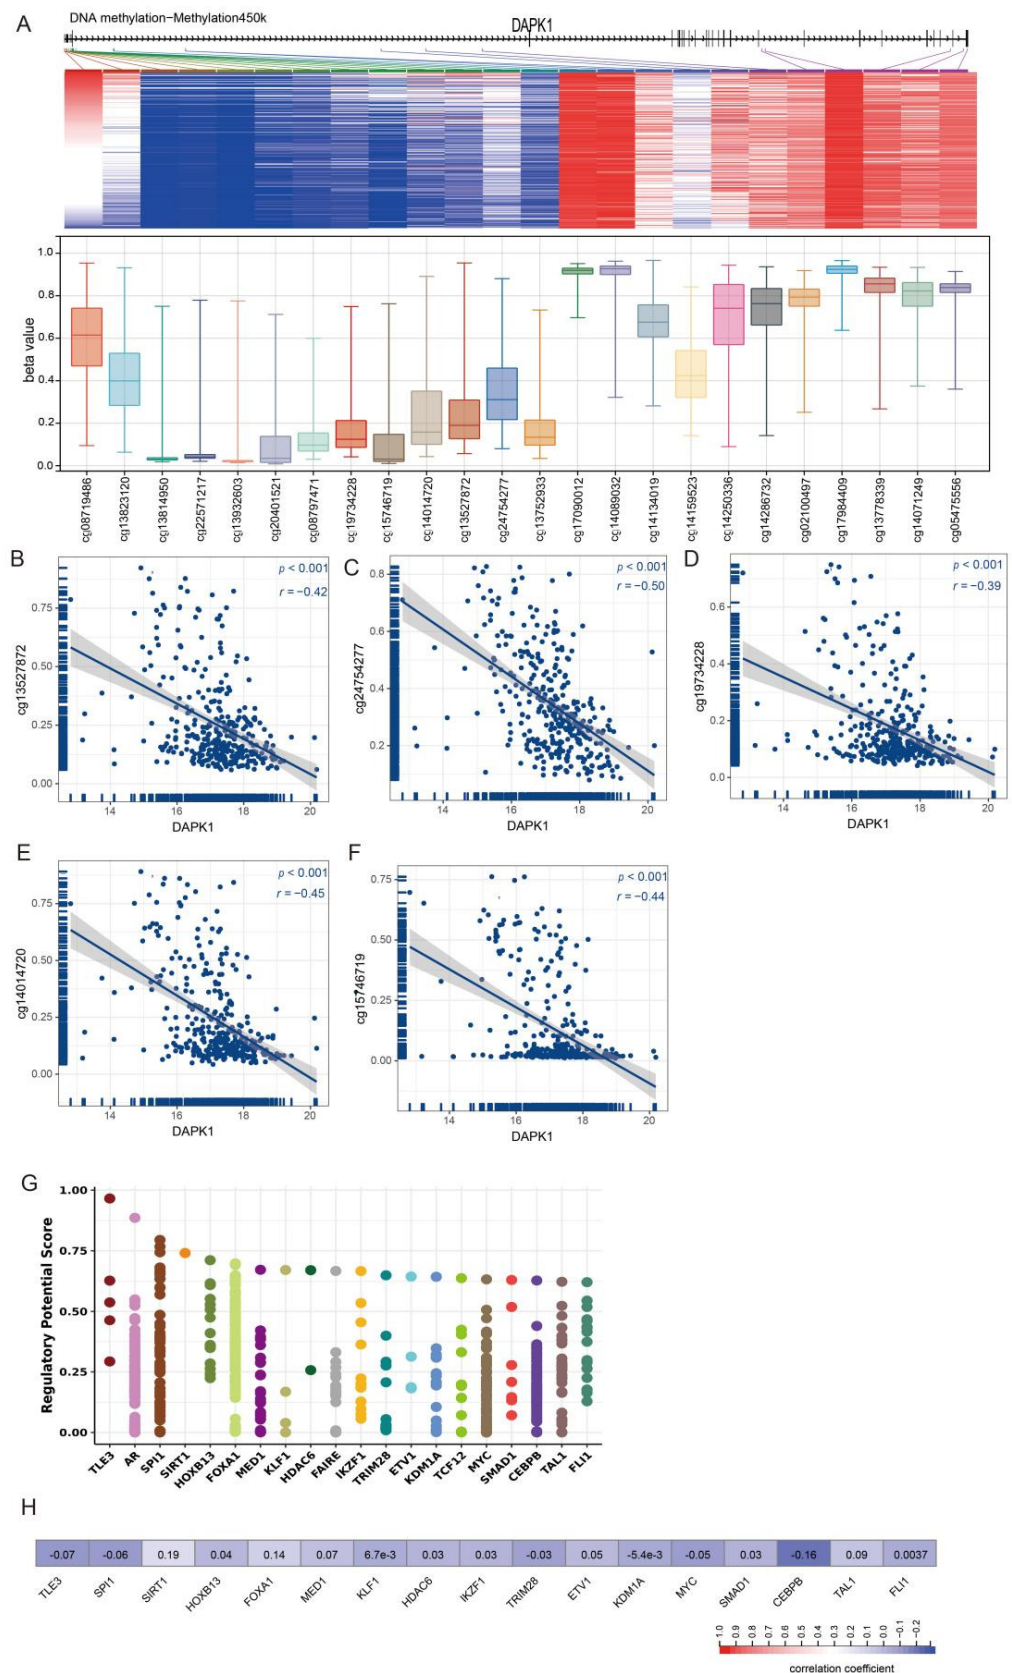 A
DNA methylation−Methylation450k
DAPK1
beta value
1.0
0.8
0.6
0.4
0.2
0.0
cg08719486
cg13823120
cg13814950
cg22571217
cg13932603
cg20401521
cg08797471
cg19734228
cg15746719
cg14014720
cg13527872
cg24754277
cg13752933
cg17090012
cg14089032
cg14134019
cg14159523
cg14250336
cg14286732
cg02100497
cg17984409
cg13778339
cg14071249
cg05475556
B
p < 0.001
r = −0.42
cg13527872
0.75
0.50
0.25
0.00
14 16 18 20
DAPK1
C
p < 0.001
r = −0.50
cg24754277
0.8
0.6
0.4
0.2
14 16 18 20
DAPK1
D
p < 0.001
r = −0.39
cg19734228
0.6
0.4
0.2
0.0
14 16 18 20
DAPK1
E
p < 0.001
r = −0.45
cg14014720
0.75
0.50
0.25
0.00
14 16 18 20
DAPK1
F
p < 0.001
r = −0.44
cg15746719
0.75
0.50
0.25
0.00
14 16 18 20
DAPK1
G
Regulatory Potential Score
1.00
0.75
0.50
0.25
0.00
TLE3
AR
SPI1
SIRT1
HOXB13
FOXA1
MED1
KLF1
HDAC6
FAIRE
IKZF1
TRIM28
ETV1
KDM1A
TCF12
MYC
SMAD1
CEBPB
TAL1
FLI1
H
-0.07 -0.06 0.19 0.04 0.14 0.07 6.7e-3 0.03 0.03 -0.03 0.05 -5.4e-3 -0.05 0.03 -0.16 0.09 0.0037
TLE3 SPI1 SIRT1 HOXB13 FOXA1 MED1 KLF1 HDAC6 IKZF1 TRIM28 ETV1 KDM1A MYC SMAD1 CEBPB TAL1 FLI1
1.0 0.9 0.8 0.7 0.6 0.5 0.4 0.3 0.2 0.1 0.0 −0.1 −0.2
correlation coefficient